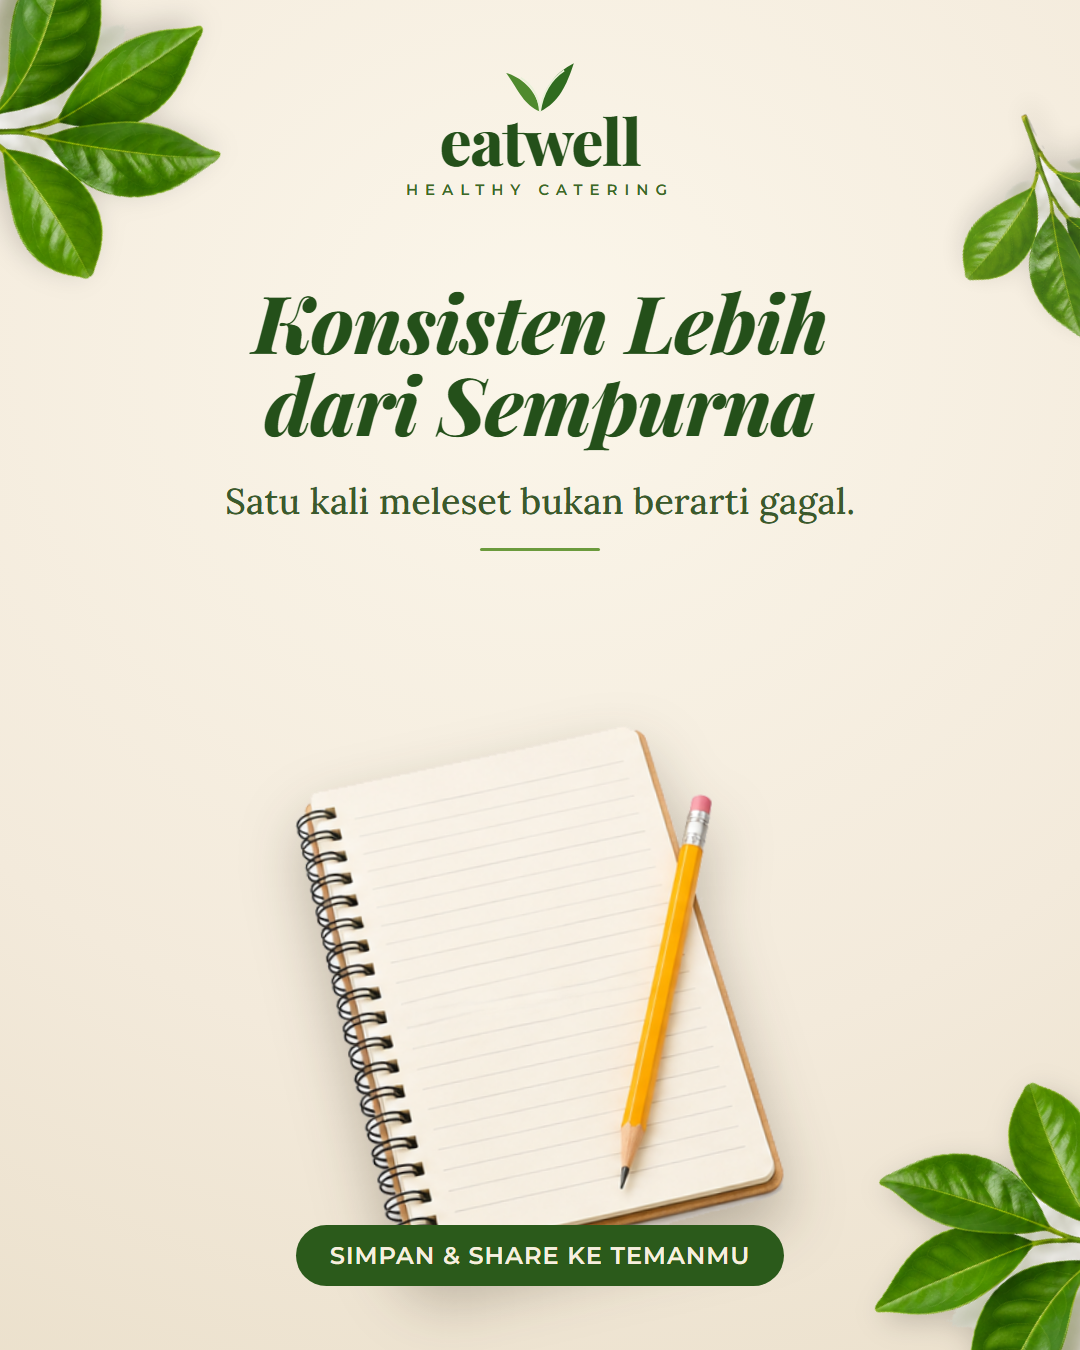 eatwell
HEALTHY CATERING
Konsisten Lebih
dari Sempurna
Satu kali meleset bukan berarti gagal.
SIMPAN & SHARE KE TEMANMU